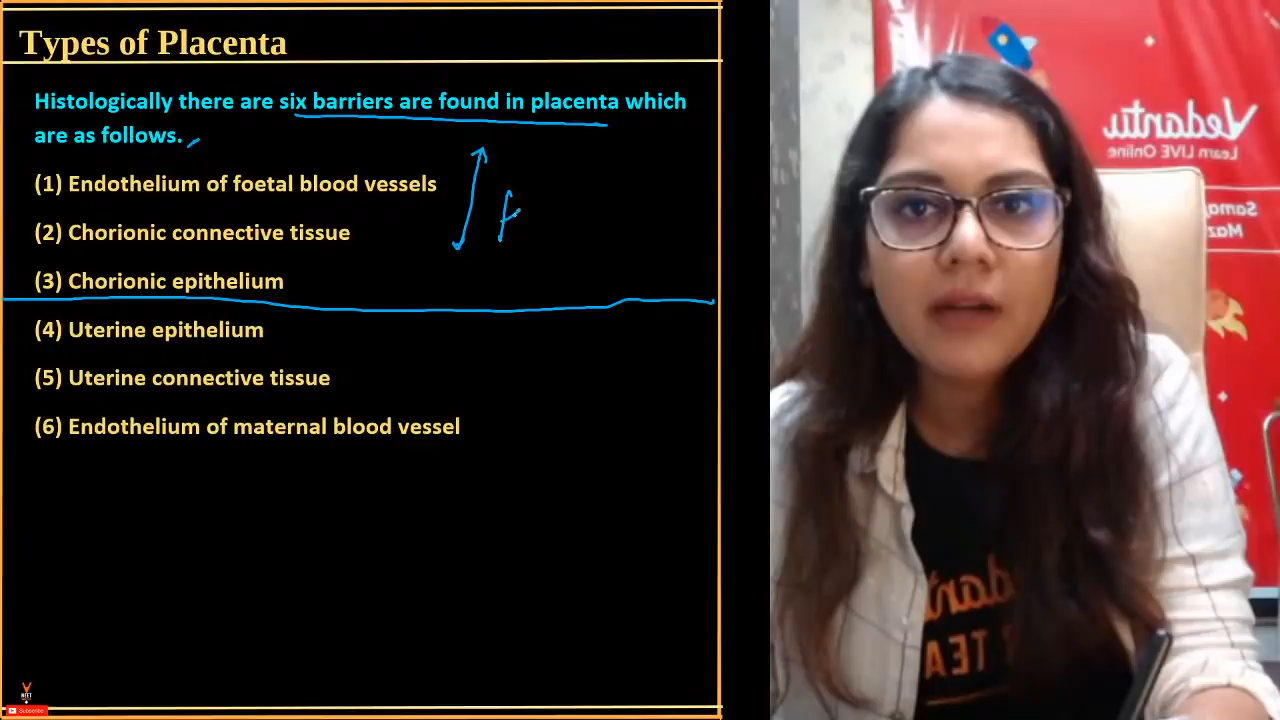 Types of Placenta
Histologically there are six barriers are found in placenta which
are as follows.
(1) Endothelium of foetal blood vessels
(2) Chorionic connective tissue
(3) Chorionic epithelium
(4) Uterine epithelium
(5) Uterine connective tissue
(6) Endothelium of maternal blood vessel
f
NEET
Subscribe
Vedantu
Learn LIVE Online